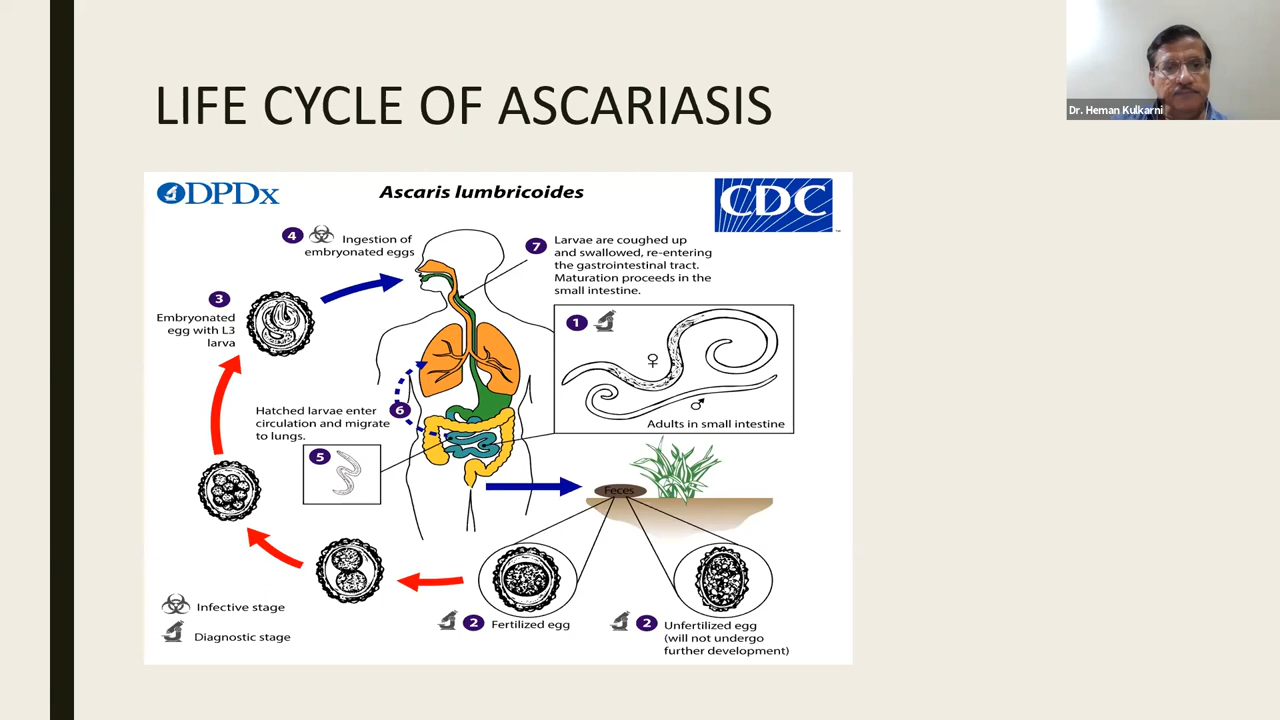 LIFE CYCLE OF ASCARIASIS
Dr. Heman Kulkarni
DPDx
Ascaris lumbricoides
CDC
TM
4
Ingestion of
embryonated eggs
7
Larvae are coughed up
and swallowed, re-entering
the gastrointestinal tract.
Maturation proceeds in the
small intestine.
3
Embryonated
egg with L3
larva
1
♀
♂
Adults in small intestine
6
Hatched larvae enter
circulation and migrate
to lungs.
5
Feces
Infective stage
Diagnostic stage
2 Fertilized egg
2 Unfertilized egg
(will not undergo
further development)